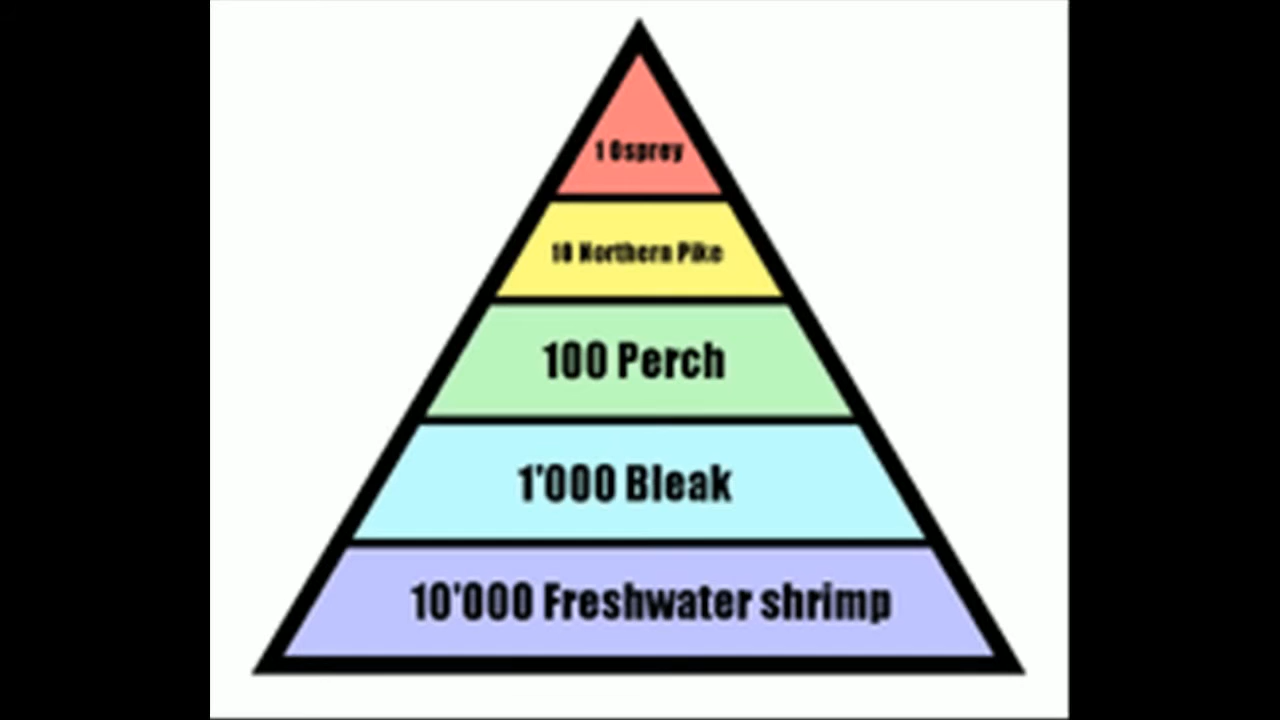 1 Osprey
10 Northern Pike
100 Perch
1'000 Bleak
10'000 Freshwater shrimp